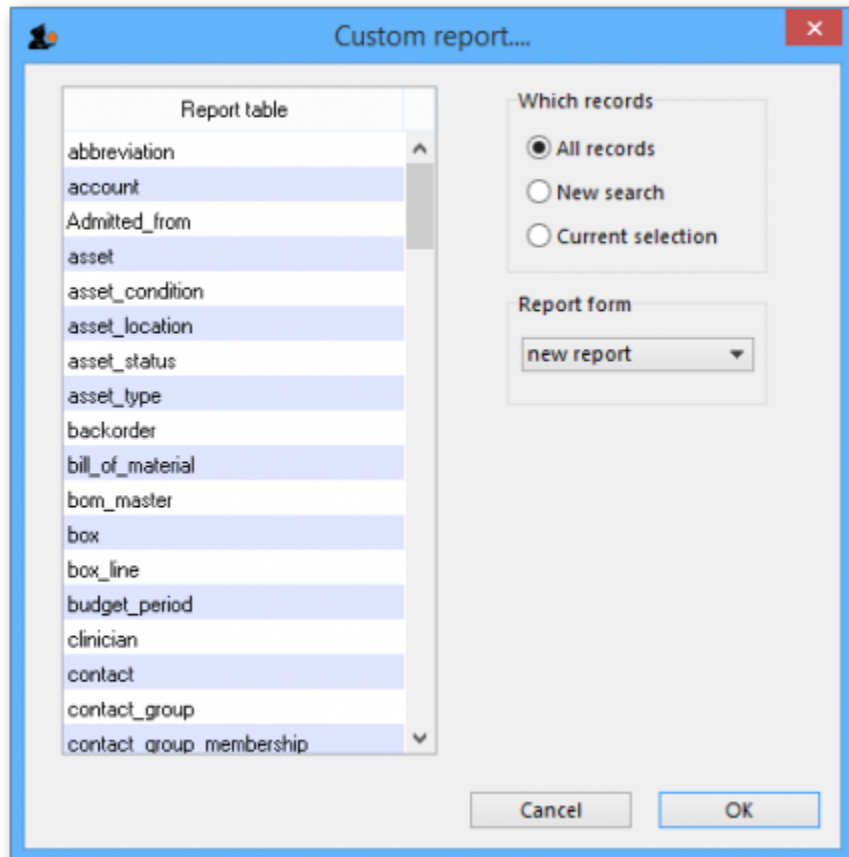 Custom report....
Report table
abbreviation
account
Admitted_from
asset
asset_condition
asset_location
asset_status
asset_type
backorder
bill_of_material
bom_master
box
box_line
budget_period
clinician
contact
contact_group
contact_group_membership
Which records
All records
New search
Current selection
Report form
new report
Cancel
OK